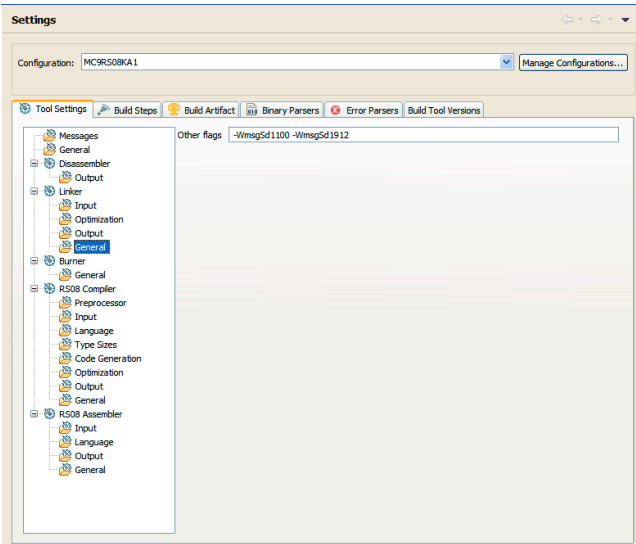 Settings
Configuration: MC9RS08KA1 Manage Configurations...
Tool Settings Build Steps Build Artifact Binary Parsers Error Parsers Build Tool Versions
Messages
Other flags -WmsgSd1100 -WmsgSd1912
General
Disassembler
Output
Linker
Input
Optimization
Output
General
Burner
General
RS08 Compiler
Preprocessor
Input
Language
Type Sizes
Code Generation
Optimization
Output
General
RS08 Assembler
Input
Language
Output
General